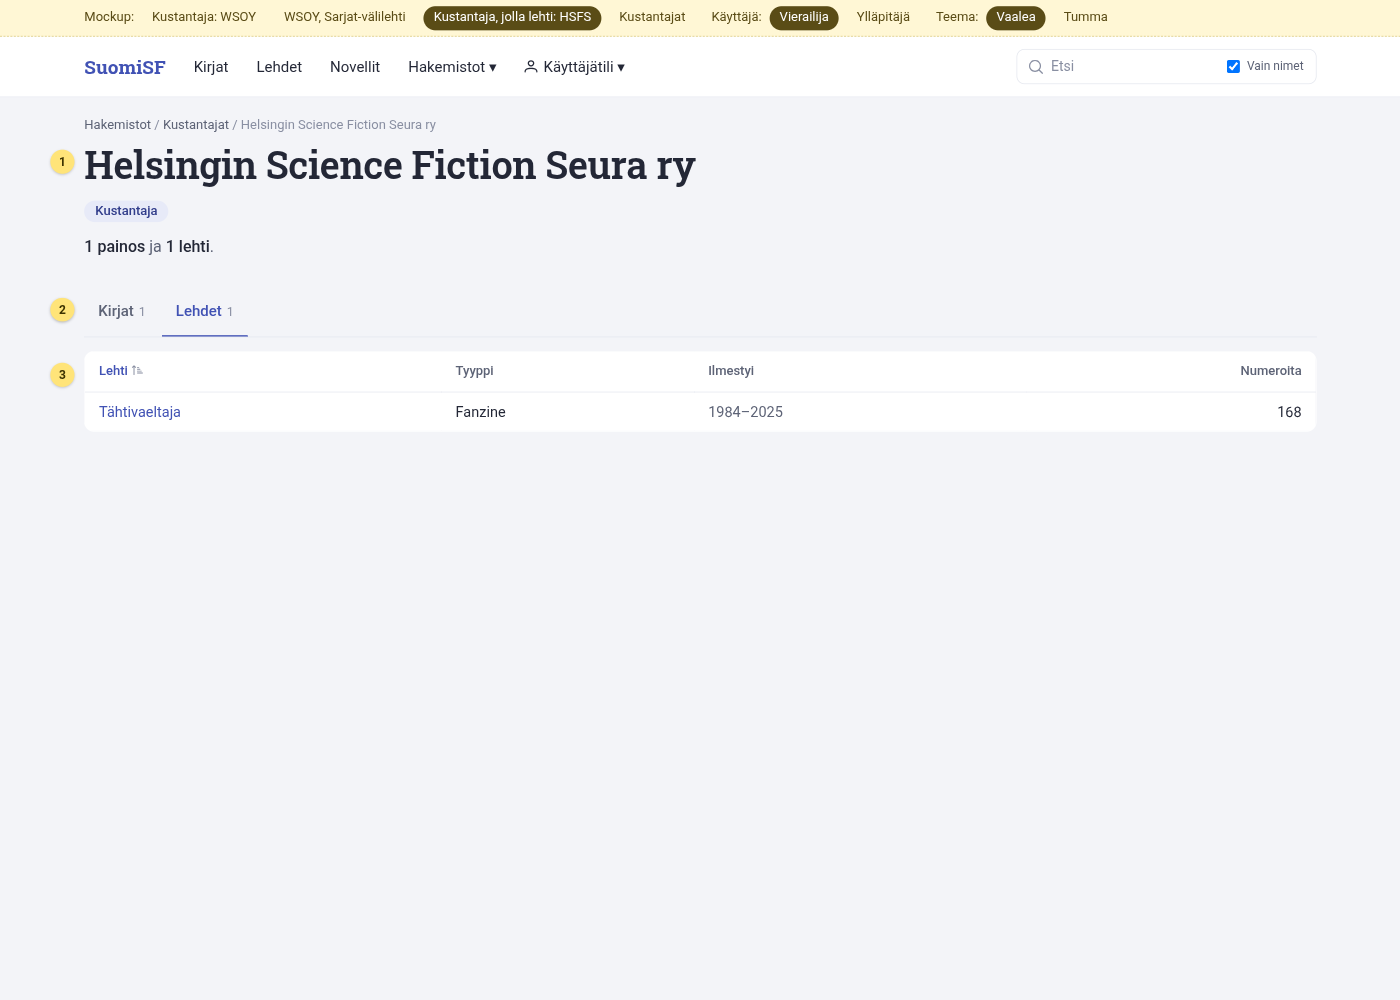 Mockup: Kustantaja: WSOY WSOY, Sarjat-välilehti Kustantaja, jolla lehti: HSFS Kustantajat Käyttäjä: Vierailija Ylläpitäjä Teema: Vaalea Tumma
SuomiSF Kirjat Lehdet Novellit Hakemistot ▾ Käyttäjätili ▾ Etsi Vain nimet
Hakemistot / Kustantajat / Helsingin Science Fiction Seura ry
1 Helsingin Science Fiction Seura ry
Kustantaja
1 painos ja 1 lehti.
2 Kirjat 1 Lehdet 1
3 Lehti Tyyppi Ilmestyi Numeroita
Tähtivaeltaja Fanzine 1984–2025 168